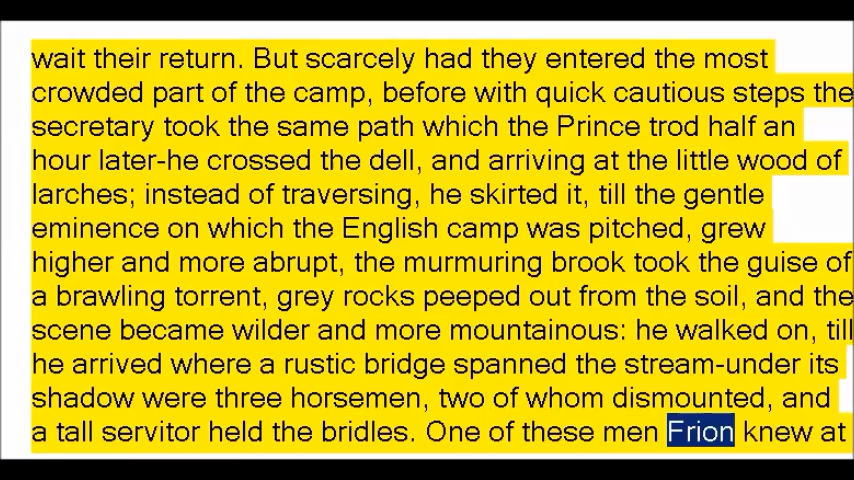 wait their return. But scarcely had they entered the most
crowded part of the camp, before with quick cautious steps the
secretary took the same path which the Prince trod half an
hour later-he crossed the dell, and arriving at the little wood of
larches; instead of traversing, he skirted it, till the gentle
eminence on which the English camp was pitched, grew
higher and more abrupt, the murmuring brook took the guise of
a brawling torrent, grey rocks peeped out from the soil, and the
scene became wilder and more mountainous: he walked on, till
he arrived where a rustic bridge spanned the stream-under its
shadow were three horsemen, two of whom dismounted, and
a tall servitor held the bridles. One of these men Frion knew at